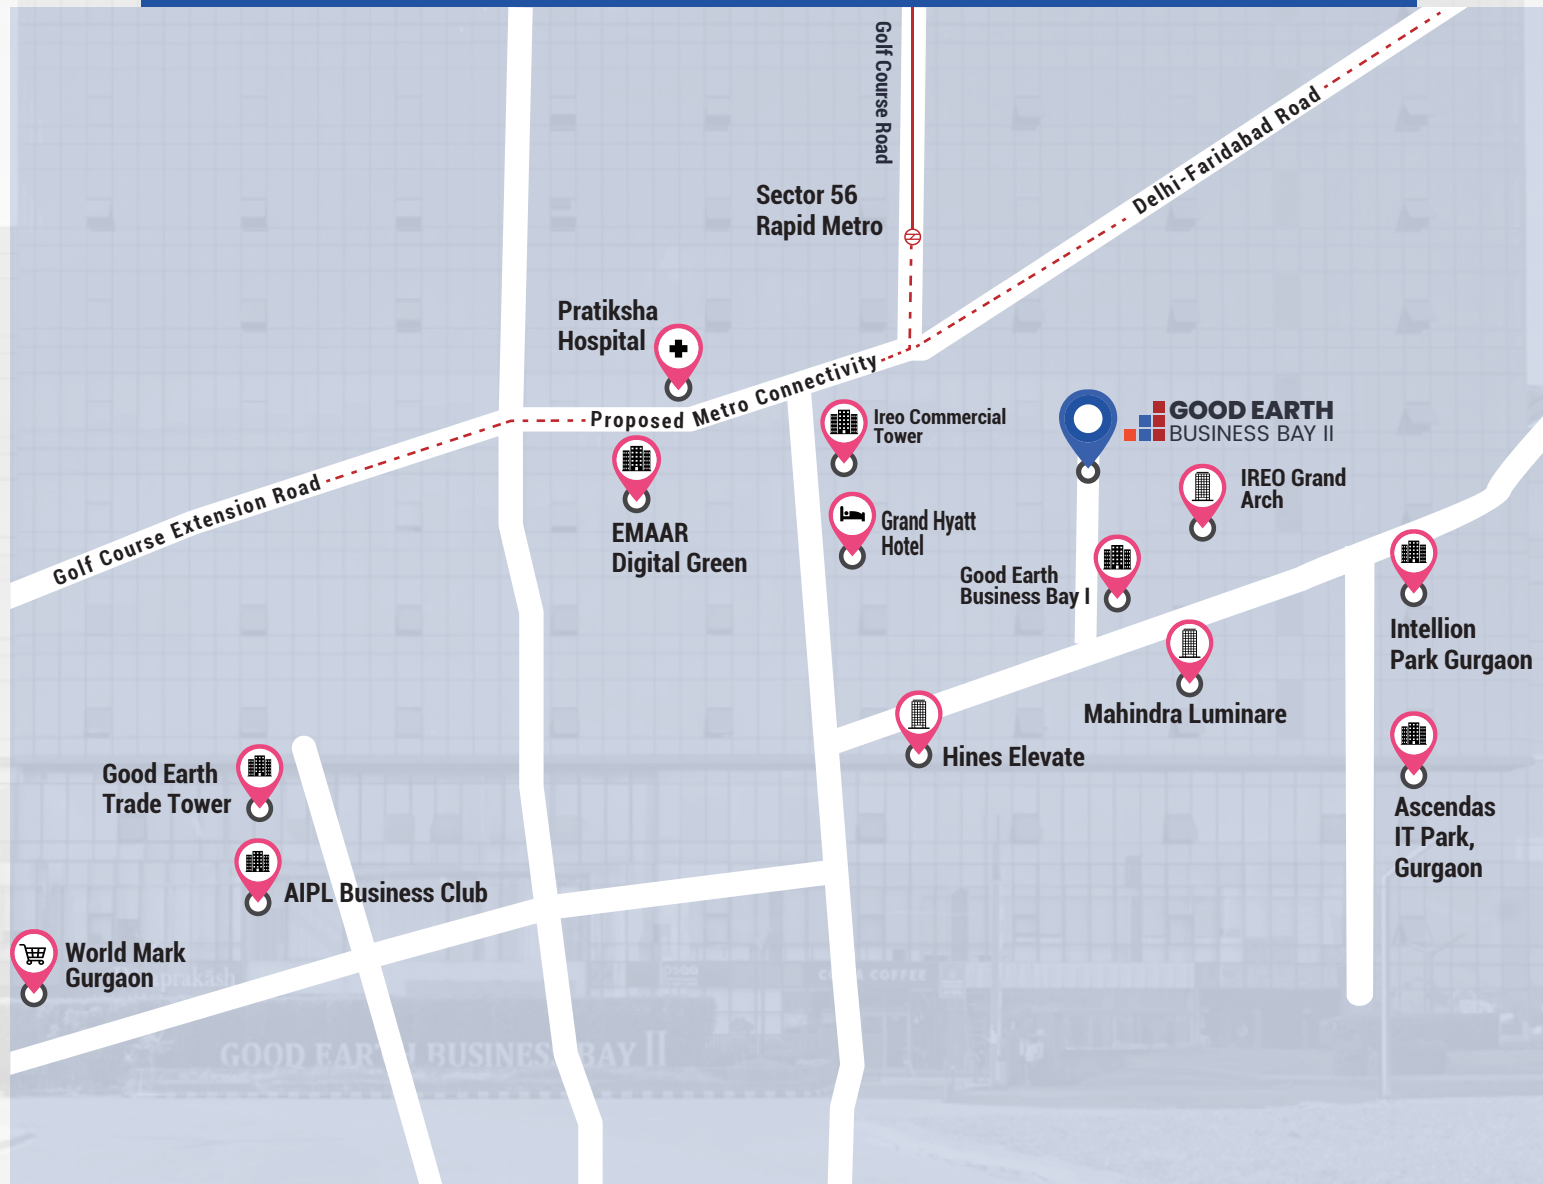 Golf Course Road
Delhi-Faridabad Road
Sector 56
Rapid Metro
Pratiksha
Hospital
Proposed Metro Connectivity
Ireo Commercial
Tower
GOOD EARTH
BUSINESS BAY II
IREO Grand
Arch
Golf Course Extension Road
EMAAR
Digital Green
Grand Hyatt
Hotel
Good Earth
Business Bay I
Intellion
Park Gurgaon
Mahindra Luminare
Hines Elevate
Good Earth
Trade Tower
Ascendas
IT Park,
Gurgaon
AIPL Business Club
World Mark
Gurgaon
GOOD EARTH BUSINESS BAY II